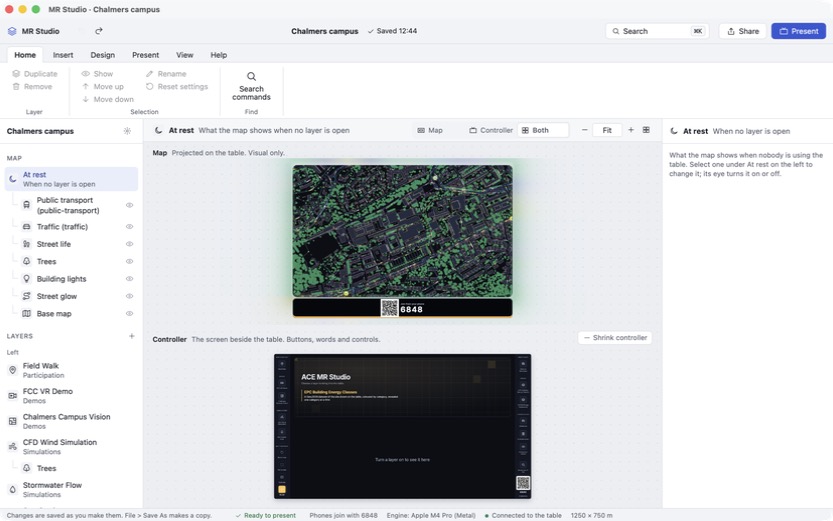 MR Studio · Chalmers campus
MR Studio
Chalmers campus
Saved 12:44
Search
⌘K
Share
Present
Home
Insert
Design
Present
View
Help
Duplicate
Remove
Layer
Show
Move up
Move down
Rename
Reset settings
Selection
Search
commands
Find
Chalmers campus
MAP
At rest
When no layer is open
Public transport
(public-transport)
Traffic (traffic)
Street life
Trees
Building lights
Street glow
Base map
LAYERS
Left
Field Walk
Participation
FCC VR Demo
Demos
Chalmers Campus Vision
Demos
CFD Wind Simulation
Simulations
Trees
Stormwater Flow
Simulations
At rest What the map shows when no layer is open
Map
Controller
Both
Fit
Map Projected on the table. Visual only.
6848
Controller The screen beside the table. Buttons, words and controls.
Shrink controller
ACE MR Studio
EPC Building Energy Classes
Turn a layer on to see it here
At rest When no layer is open
What the map shows when nobody is using the
table. Select one under At rest on the left to
change it; its eye turns it on or off.
Changes are saved as you make them. File > Save As makes a copy.
Ready to present
Phones join with 6848
Engine: Apple M4 Pro (Metal)
Connected to the table
1250 × 750 m